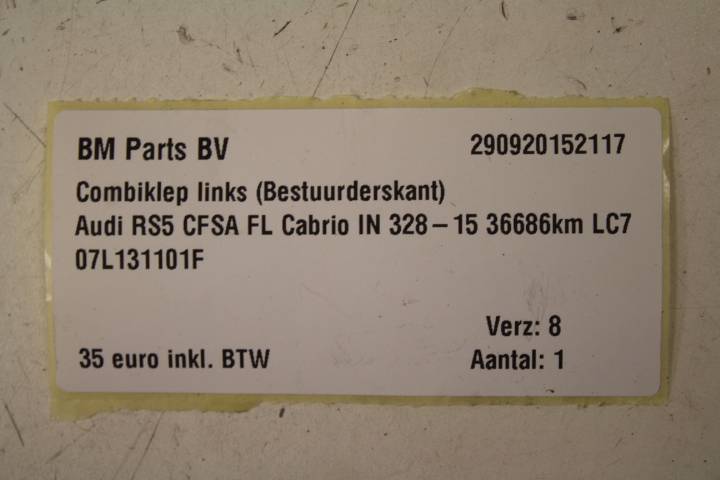 BM Parts BV 290920152117
Combiklep links (Bestuurderskant)
Audi RS5 CFSA FL Cabrio IN 328 – 15 36686km LC7
07L131101F
Verz: 8
35 euro inkl. BTW Aantal: 1